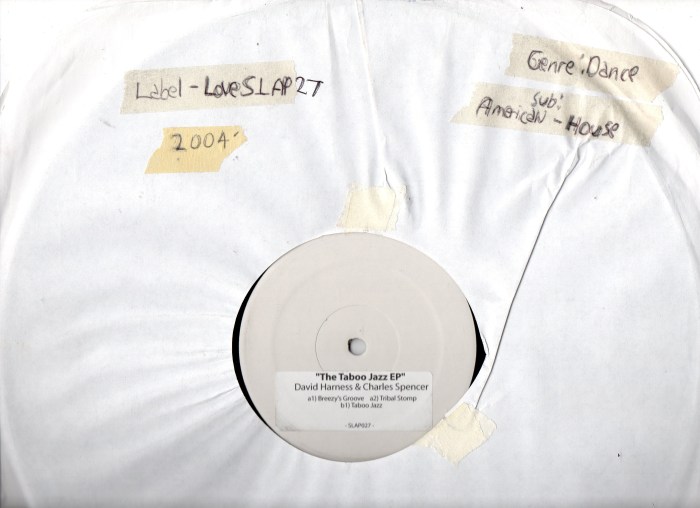 Label - LoveSLAP27
2004
Genre: Dance
Sub:
American - House
"The Taboo Jazz EP"
David Harness & Charles Spencer
a1) Breezy's Groove a2) Tribal Stomp
b1) Taboo Jazz
- SLAP027 -